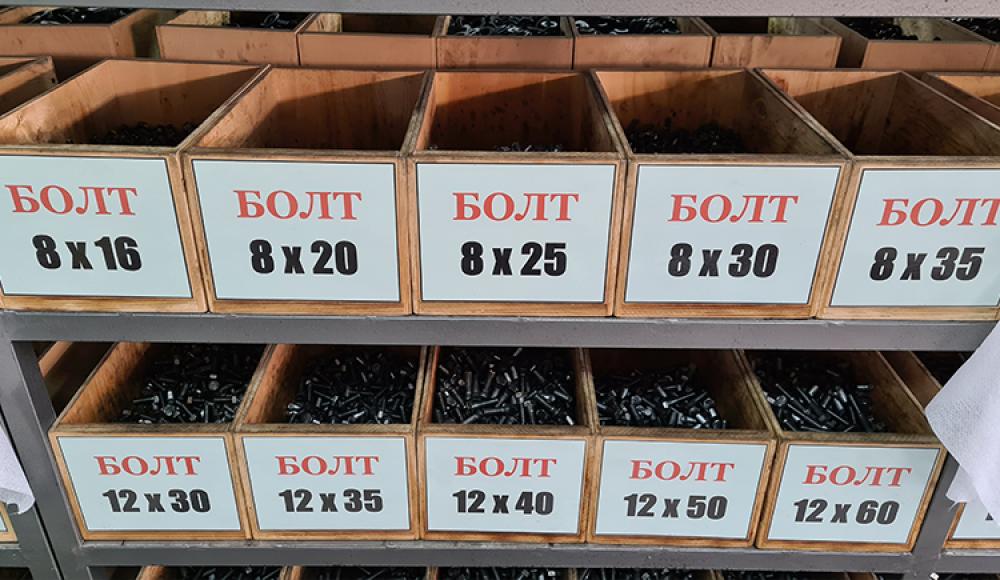 БОЛТ
8 x 16
БОЛТ
8 x 20
БОЛТ
8 x 25
БОЛТ
8 x 30
БОЛТ
8 x 35
БОЛТ
12 x 30
БОЛТ
12 x 35
БОЛТ
12 x 40
БОЛТ
12 x 50
БОЛТ
12 x 60